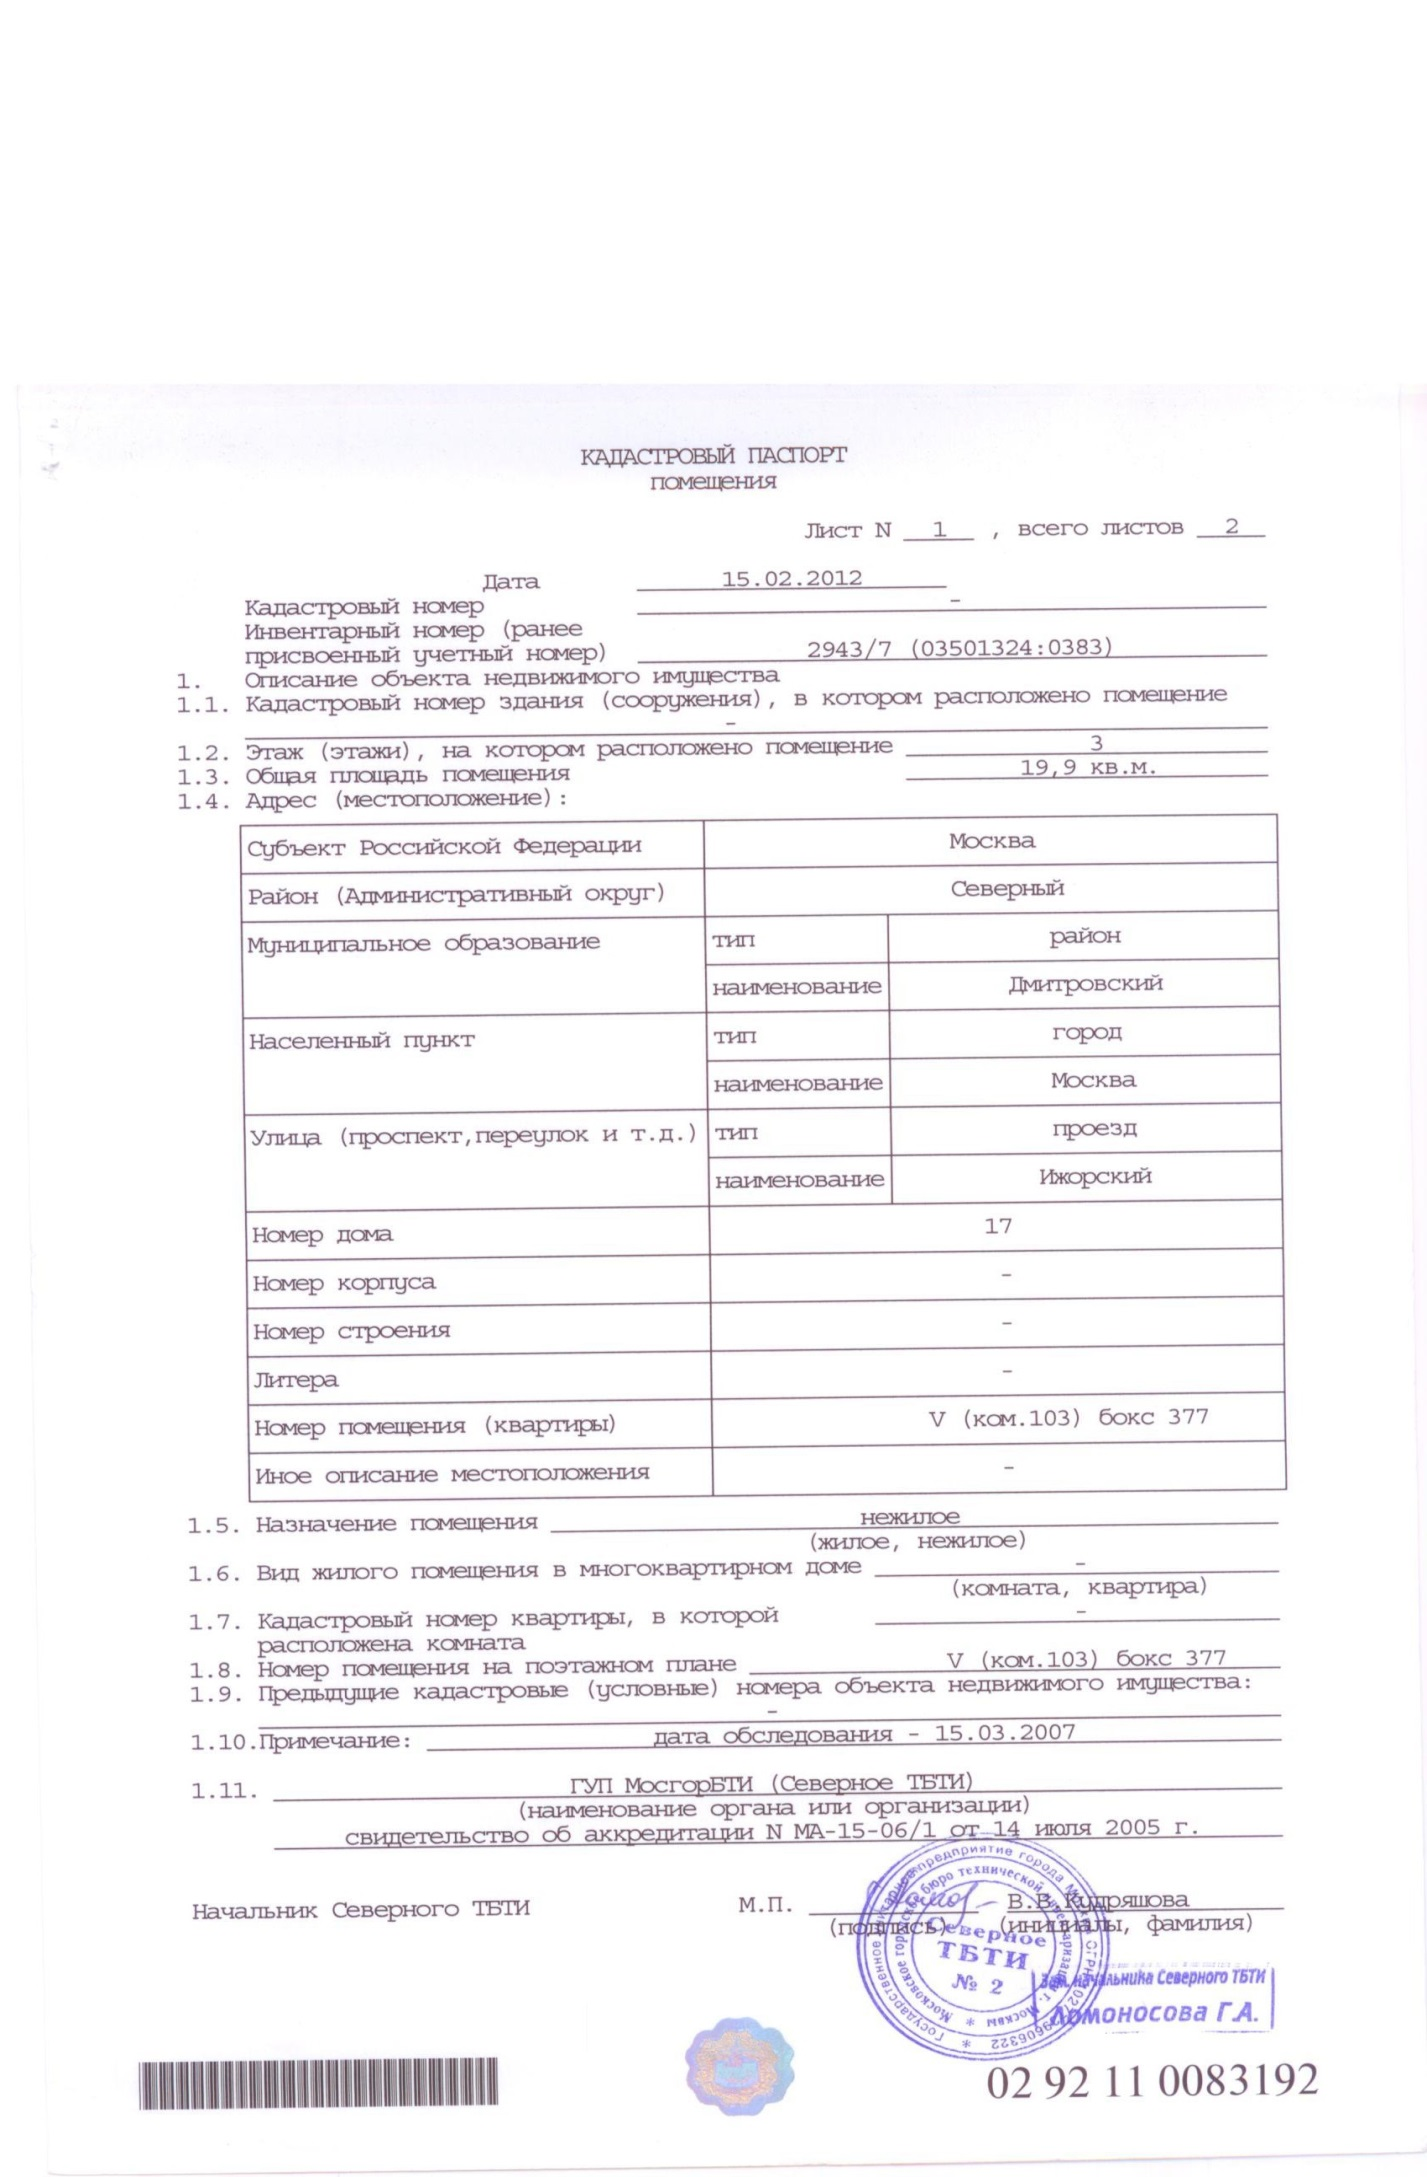 КАДАСТРОВЫЙ ПАСПОРТ
помещения
Лист N 1 , всего листов 2
Дата 15.02.2012
Кадастровый номер -
Инвентарный номер (ранее
присвоенный учетный номер) 2943/7 (03501324:0383)
1. Описание объекта недвижимого имущества
1.1. Кадастровый номер здания (сооружения), в котором расположено помещение
-
1.2. Этаж (этажи), на котором расположено помещение 3
1.3. Общая площадь помещения 19,9 кв.м.
1.4. Адрес (местоположение):
Субъект Российской Федерации Москва
Район (Административный округ) Северный
Муниципальное образование тип район
наименование Дмитровский
Населенный пункт тип город
наименование Москва
Улица (проспект,переулок и т.д.) тип проезд
наименование Ижорский
Номер дома 17
Номер корпуса -
Номер строения -
Литера -
Номер помещения (квартиры) V (ком.103) бокс 377
Иное описание местоположения -
1.5. Назначение помещения нежилое
(жилое, нежилое)
1.6. Вид жилого помещения в многоквартирном доме -
(комната, квартира)
1.7. Кадастровый номер квартиры, в которой -
расположена комната
1.8. Номер помещения на поэтажном плане V (ком.103) бокс 377
1.9. Предыдущие кадастровые (условные) номера объекта недвижимого имущества:
-
1.10.Примечание: дата обследования - 15.03.2007
1.11. ГУП МосгорБТИ (Северное ТБТИ)
(наименование органа или организации)
свидетельство об аккредитации N МА-15-06/1 от 14 июля 2005 г.
Начальник Северного ТБТИ М.П. В.В.Кудряшова
(подпись) (инициалы, фамилия)
Северное
ТБТИ
№ 2
Зам. начальника Северного ТБТИ
Ломоносова Г.А.
02 92 11 0083192